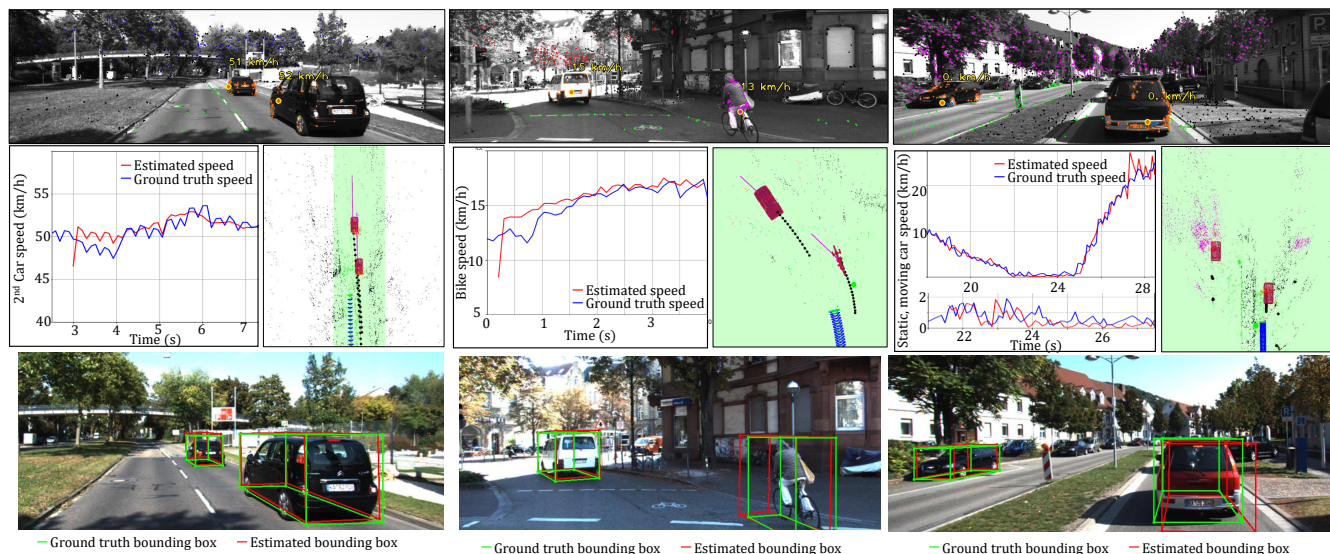 51 km/h
52 km/h
15 km/h
13 km/h
0. km/h
0. km/h
2nd Car speed (km/h)
55
50
45
40
Estimated speed
Ground truth speed
3
4
5
6
7
Time (s)
Bike speed (km/h)
15
10
5
Estimated speed
Ground truth speed
0
1
2
3
Time (s)
Static, moving car speed (km/h)
20
10
Estimated speed
Ground truth speed
20
22
24
26
28
2
0
22
24
26
Time (s)
Ground truth bounding box
Estimated bounding box
Ground truth bounding box
Estimated bounding box
Ground truth bounding box
Estimated bounding box